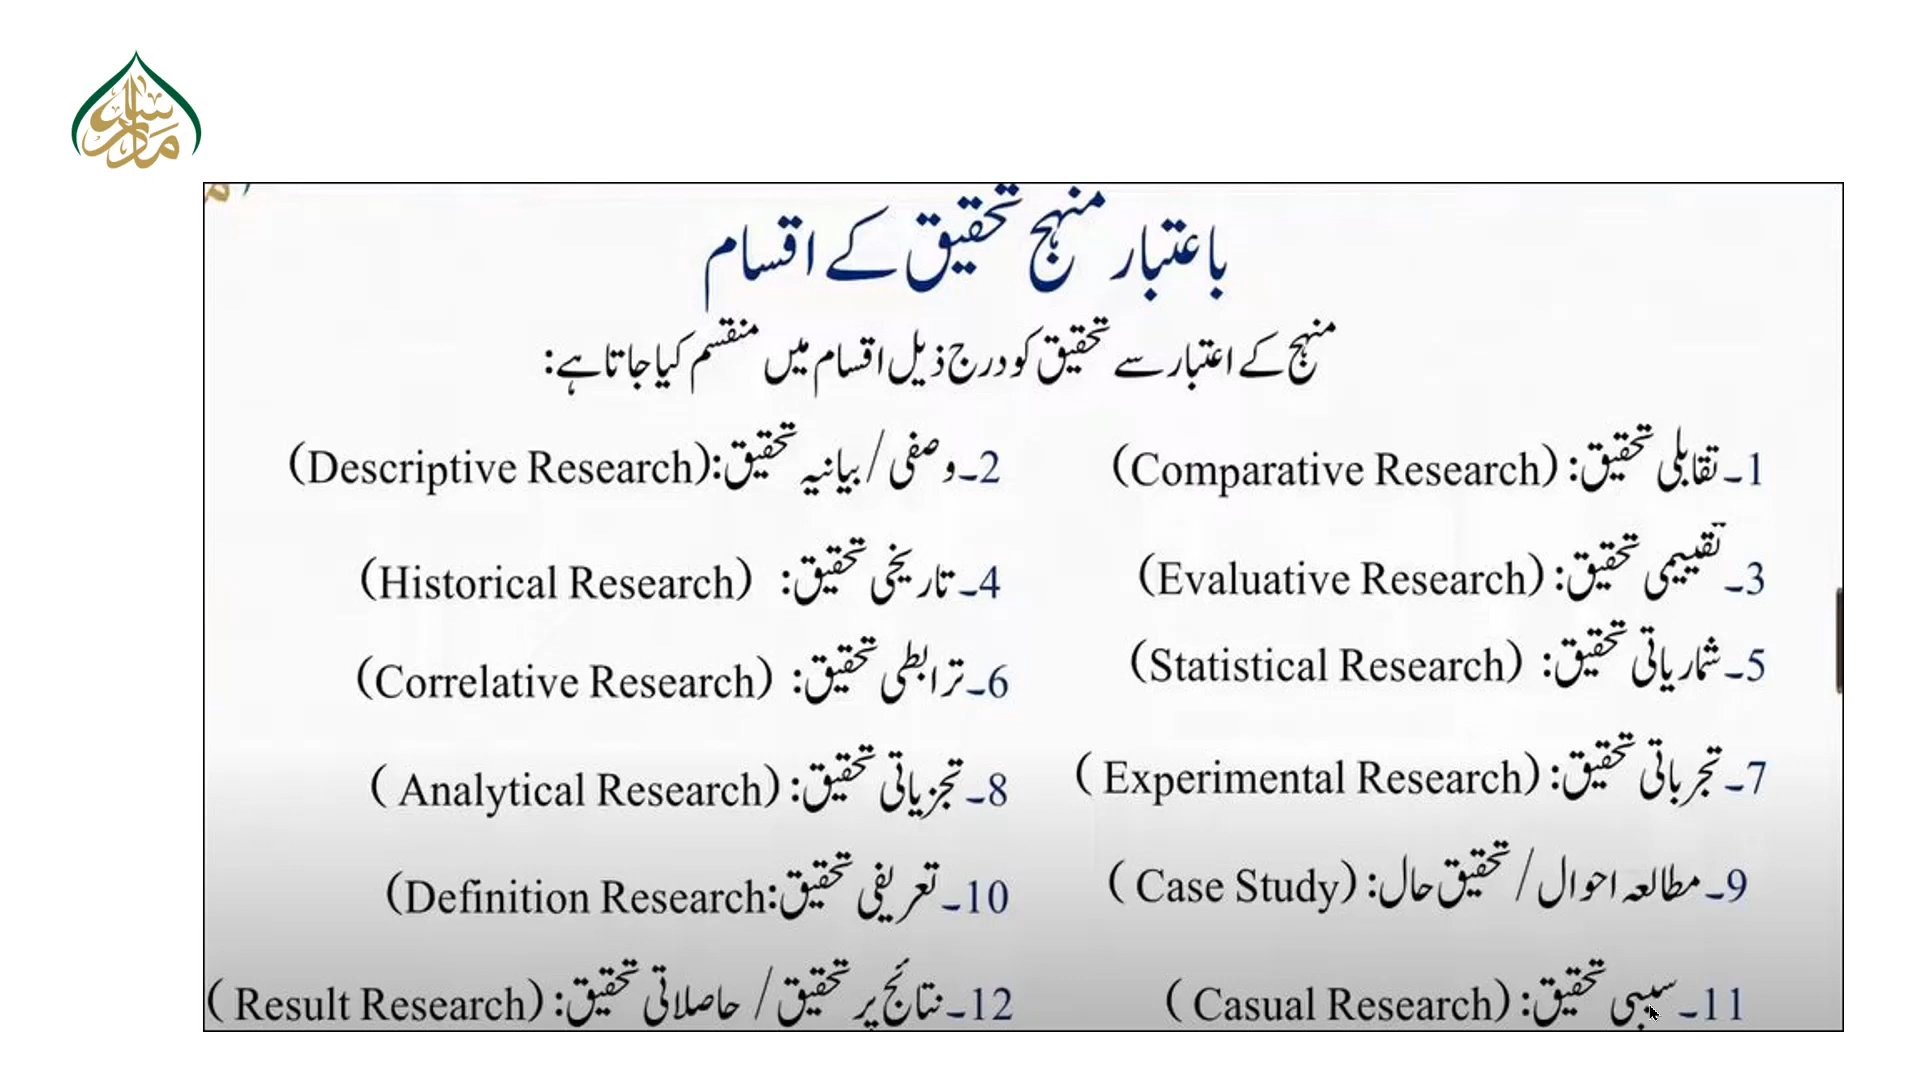 باعتبار منہج تحقیق کے اقسام
منہج کے اعتبار سے تحقیق کو درج ذیل اقسام میں منقسم کیا جاتا ہے:
1۔تقابلی تحقیق: (Comparative Research) 2۔وصفی/بیانیہ تحقیق:(Descriptive Research)
3۔تقییمی تحقیق: (Evaluative Research) 4۔تاریخی تحقیق: (Historical Research)
5۔شماریاتی تحقیق: (Statistical Research) 6۔ترابطی تحقیق: (Correlative Research)
7۔تجرباتی تحقیق: (Experimental Research ) 8۔تجزیاتی تحقیق: (Analytical Research )
9۔مطالعہ احوال/تحقیق حال: (Case Study ) 10۔تعریفی تحقیق:Definition Research)
11۔سببی تحقیق: (Casual Research ) 12۔نتائج پر تحقیق/حاصلاتی تحقیق: (Result Research )